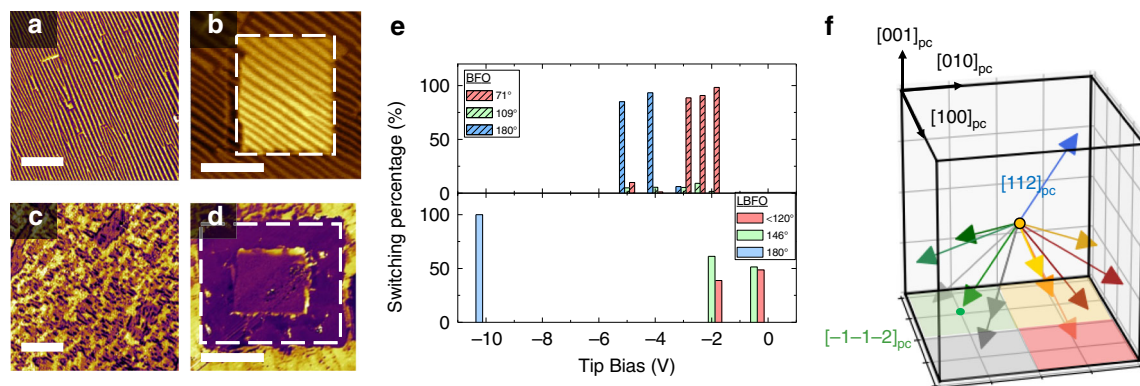 a
b
c
d
e
BFO
71°
109°
180°
100
50
0
Switching percentage (%)
LBFO
<120°
146°
180°
100
50
0
−10
−8
−6
−4
−2
0
Tip Bias (V)
f
[001]pc
[010]pc
[100]pc
[112]pc
[−1−1−2]pc